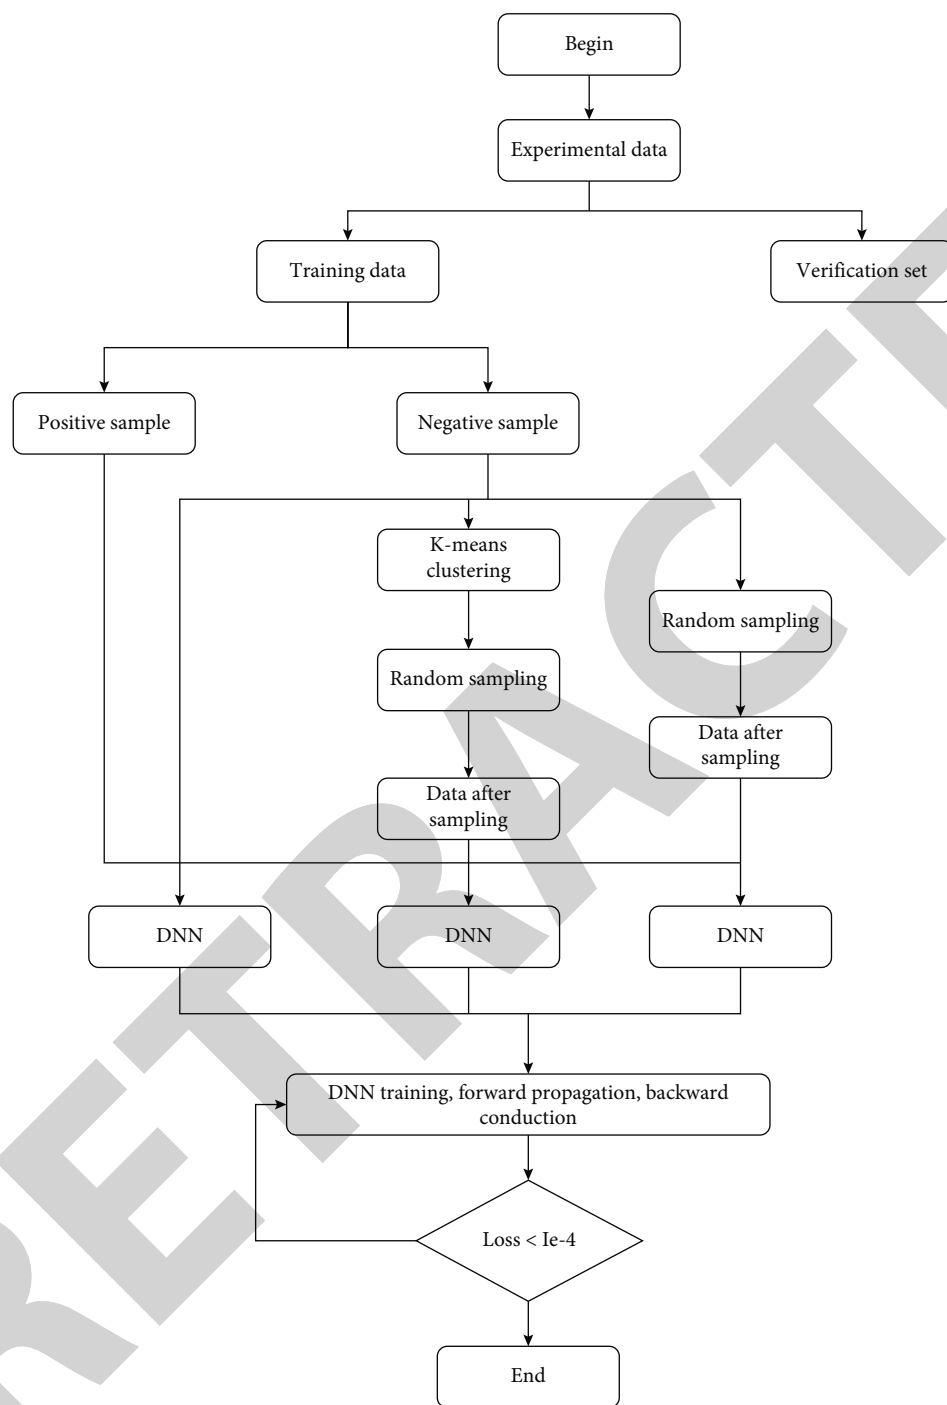 Begin
Experimental data
Training data
Verification set
Positive sample
Negative sample
K-means
clustering
Random sampling
Random sampling
Data after
sampling
Data after
sampling
DNN
DNN
DNN
DNN training, forward propagation, backward
conduction
Loss < Ie-4
End
RETRACTE